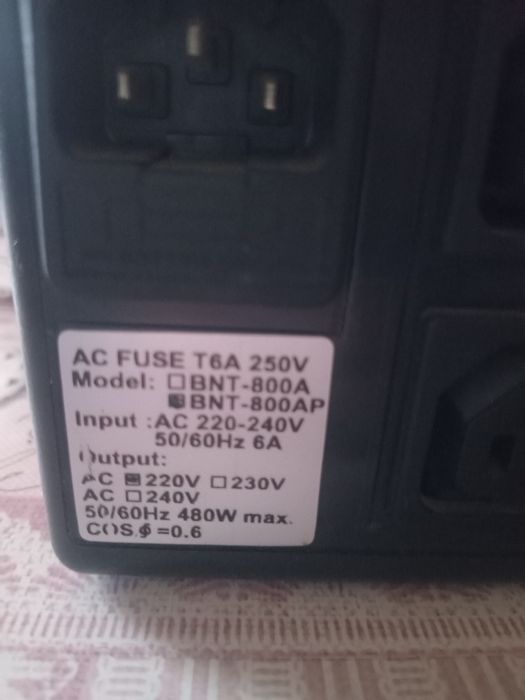 AC FUSE T6A 250V
Model: ☐BNT-800A
■BNT-800AP
Input :AC 220-240V
50/60Hz 6A
Output:
AC ■220V ☐230V
AC ☐240V
50/60Hz 480W max.
COS ϕ =0.6